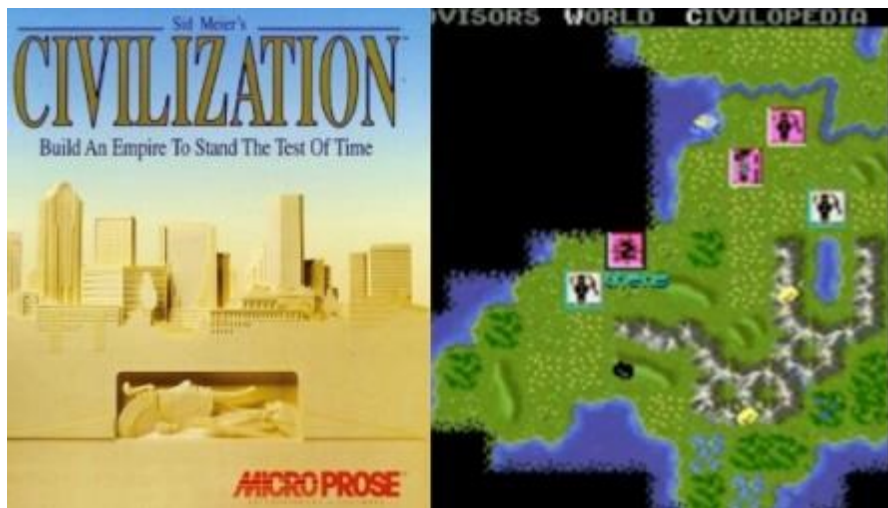 Sid Meier's
CIVILIZATION
Build An Empire To Stand The Test Of Time
MICROPROSE
VISORS WORLD CIVILOPEDIA